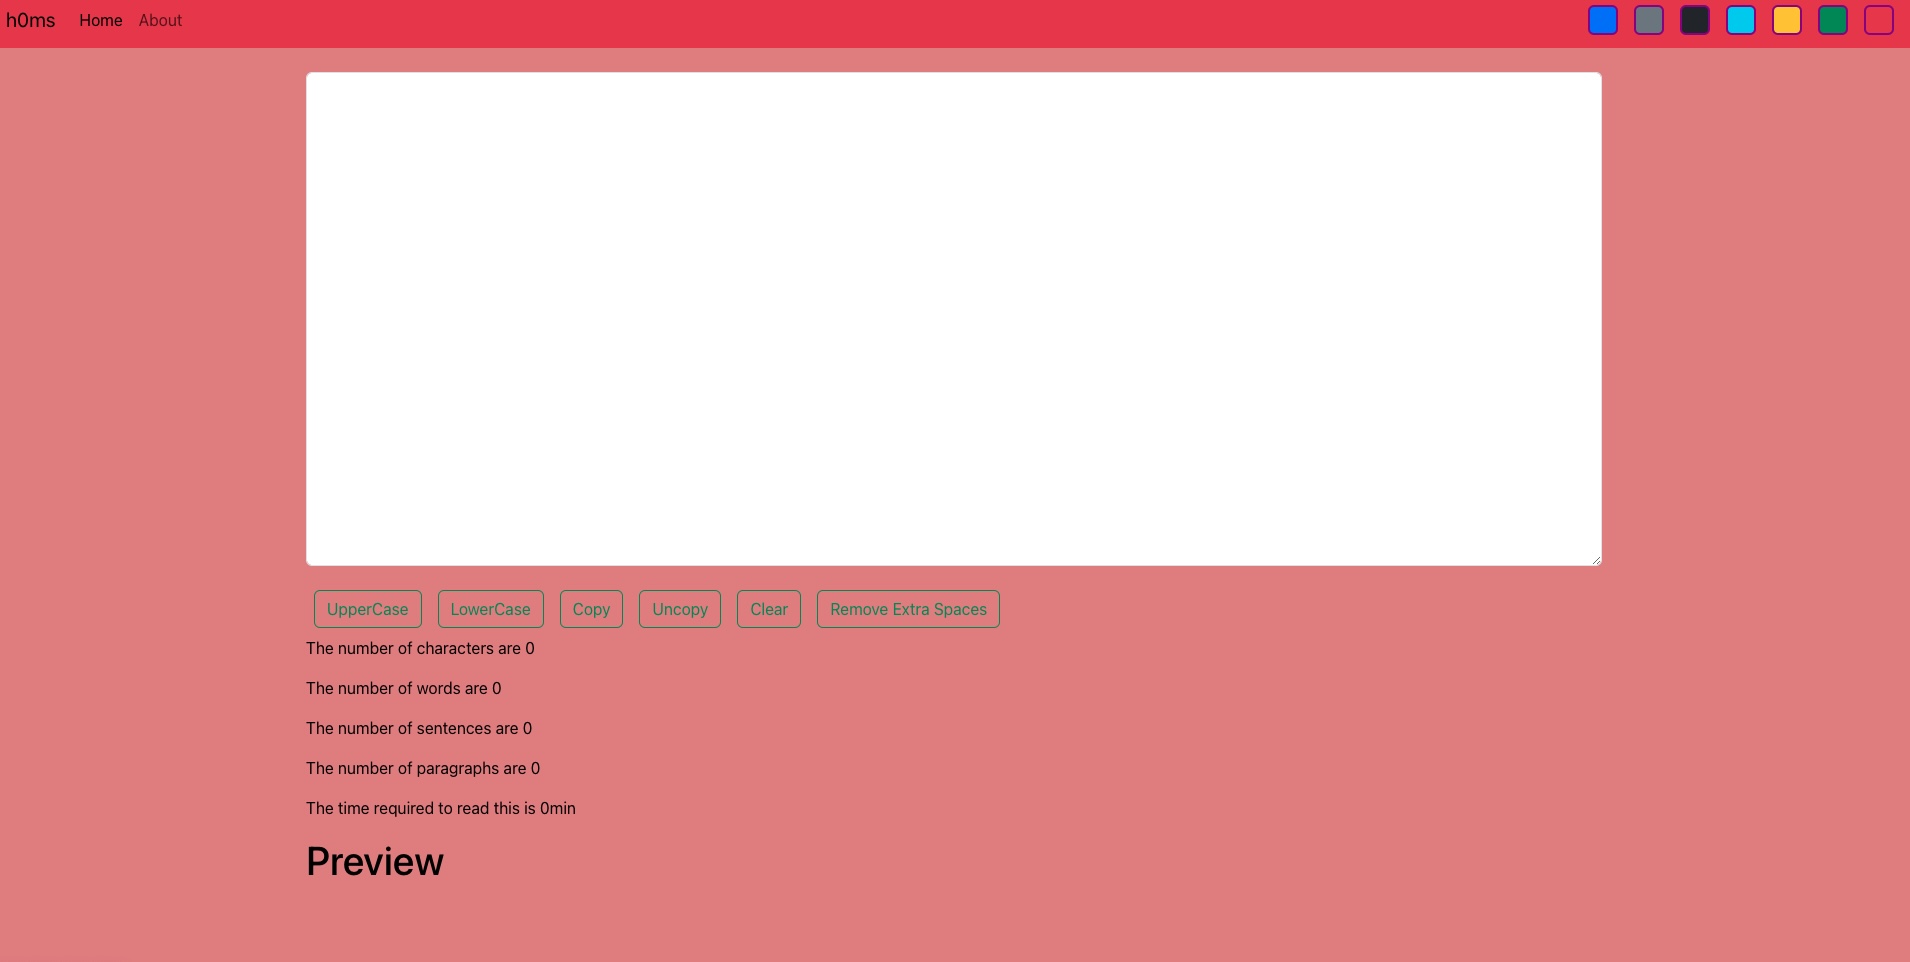 h0ms Home About
UpperCase LowerCase Copy Uncopy Clear Remove Extra Spaces
The number of characters are 0
The number of words are 0
The number of sentences are 0
The number of paragraphs are 0
The time required to read this is 0min
Preview